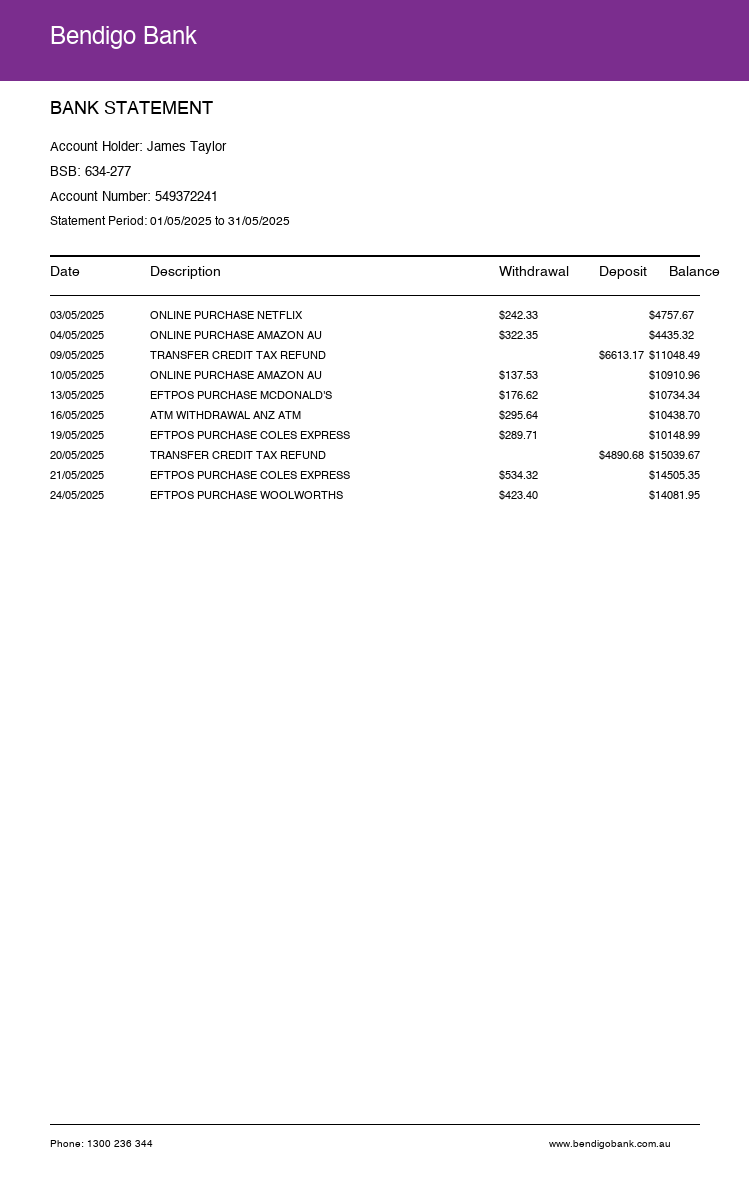 Bendigo Bank
BANK STATEMENT
Account Holder: James Taylor
BSB: 634-277
Account Number: 549372241
Statement Period: 01/05/2025 to 31/05/2025
Date Description Withdrawal Deposit Balance
03/05/2025 ONLINE PURCHASE NETFLIX $242.33 $4757.67
04/05/2025 ONLINE PURCHASE AMAZON AU $322.35 $4435.32
09/05/2025 TRANSFER CREDIT TAX REFUND $6613.17 $11048.49
10/05/2025 ONLINE PURCHASE AMAZON AU $137.53 $10910.96
13/05/2025 EFTPOS PURCHASE MCDONALD'S $176.62 $10734.34
16/05/2025 ATM WITHDRAWAL ANZ ATM $295.64 $10438.70
19/05/2025 EFTPOS PURCHASE COLES EXPRESS $289.71 $10148.99
20/05/2025 TRANSFER CREDIT TAX REFUND $4890.68 $15039.67
21/05/2025 EFTPOS PURCHASE COLES EXPRESS $534.32 $14505.35
24/05/2025 EFTPOS PURCHASE WOOLWORTHS $423.40 $14081.95
Phone: 1300 236 344 www.bendigobank.com.au